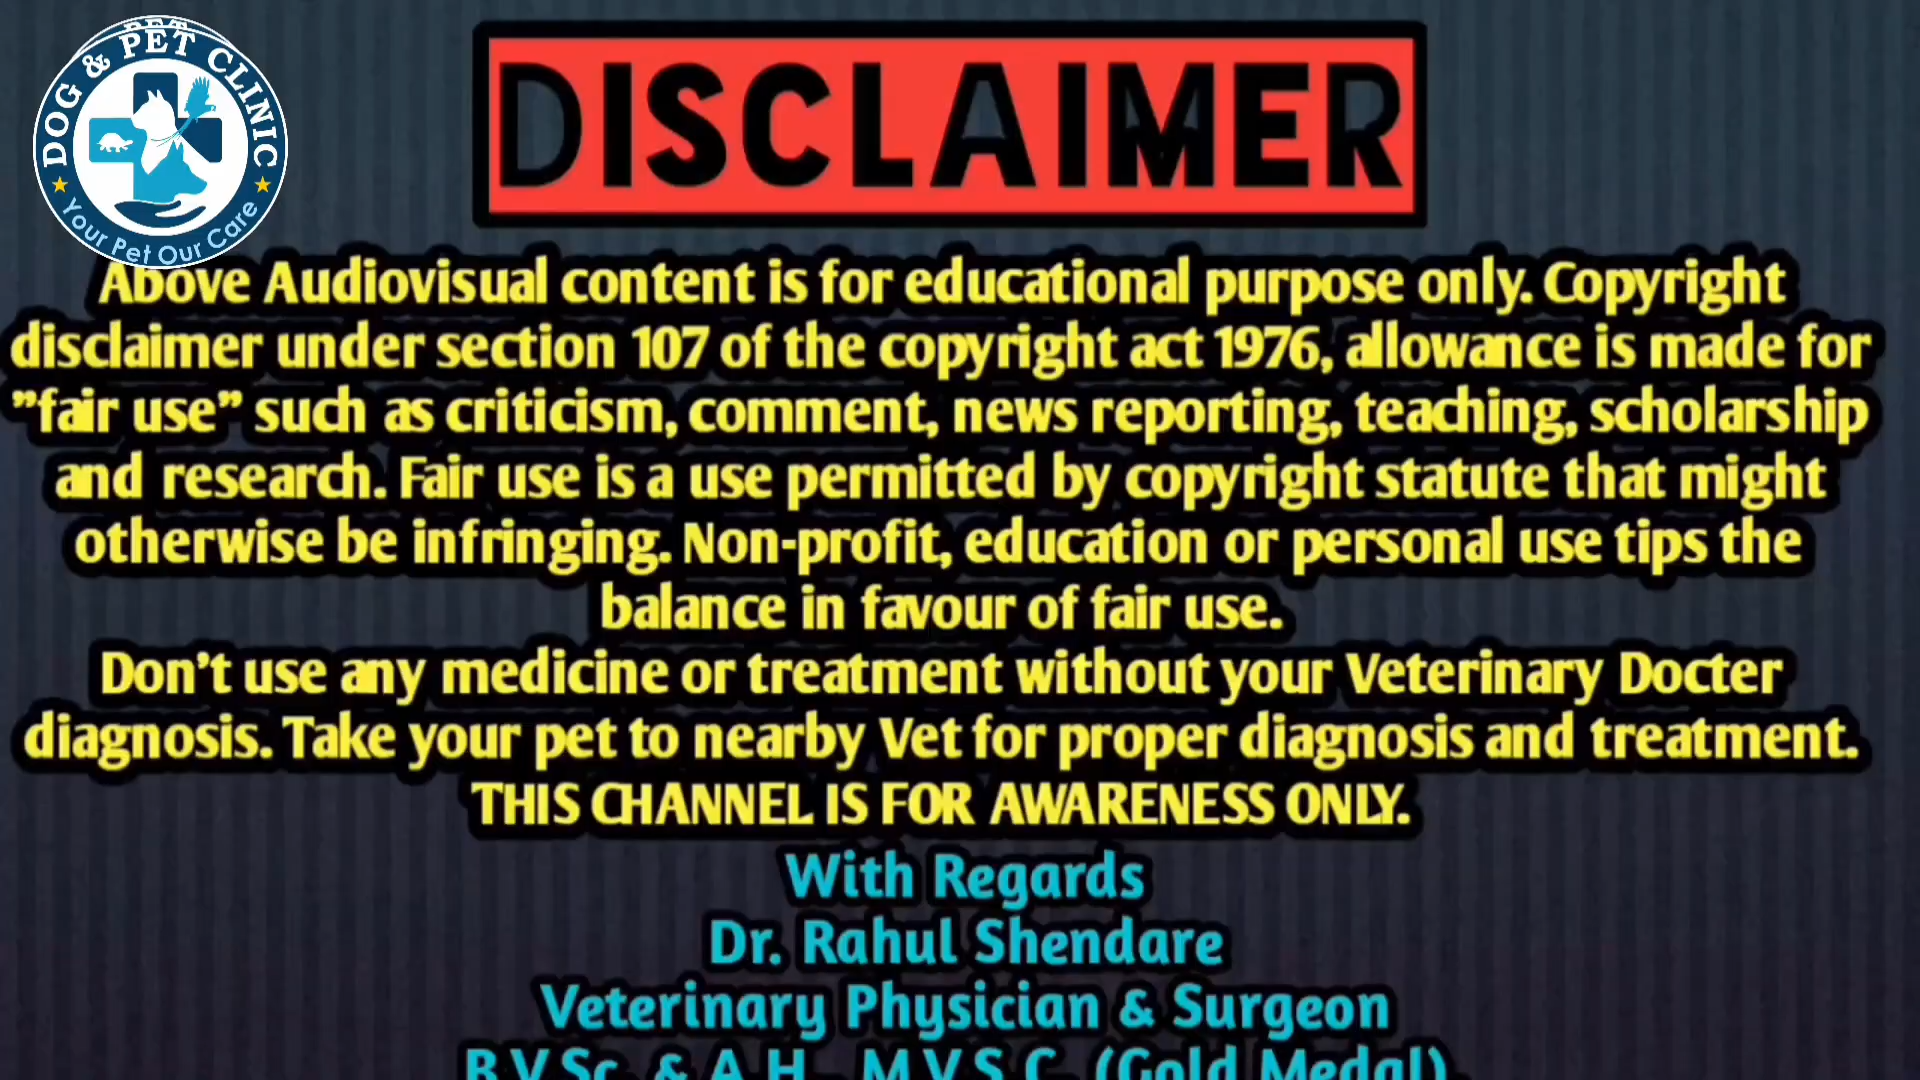 DOG & PET CLINIC
Your Pet Our Care
DISCLAIMER
Above Audiovisual content is for educational purpose only. Copyright
disclaimer under section 107 of the copyright act 1976, allowance is made for
”fair use” such as criticism, comment, news reporting, teaching, scholarship
and research. Fair use is a use permitted by copyright statute that might
otherwise be infringing. Non-profit, education or personal use tips the
balance in favour of fair use.
Don’t use any medicine or treatment without your Veterinary Docter
diagnosis. Take your pet to nearby Vet for proper diagnosis and treatment.
THIS CHANNEL IS FOR AWARENESS ONLY.
With Regards
Dr. Rahul Shendare
Veterinary Physician & Surgeon
B.V.Sc. & A.H., M.V.S.C. (Gold Medal)